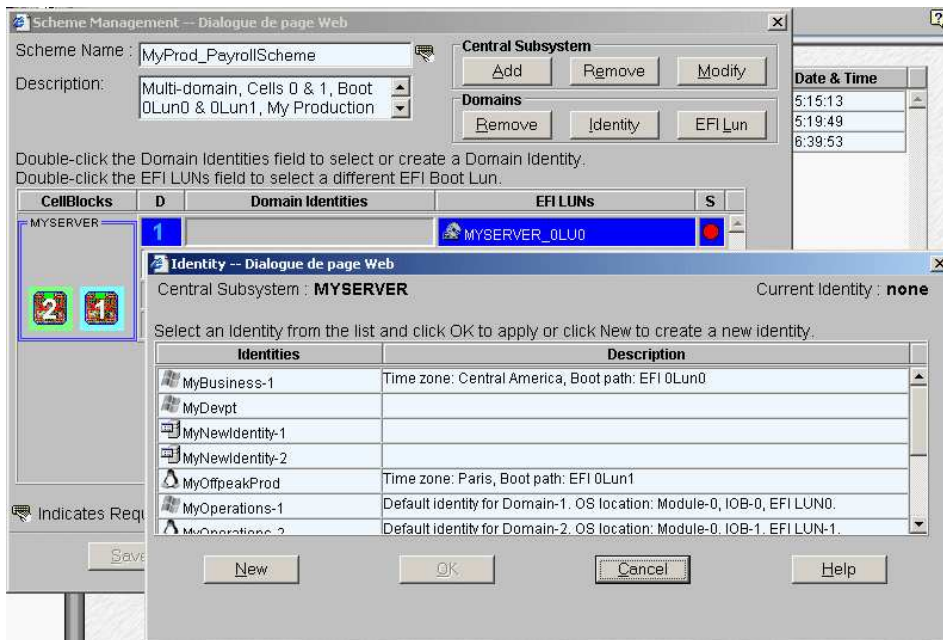 Scheme Management -- Dialogue de page Web
Scheme Name : MyProd_PayrollScheme
Description: Multi-domain, Cells 0 & 1, Boot
0Lun0 & 0Lun1, My Production
Central Subsystem
Add Remove Modify
Domains
Remove Identity EFI Lun
Date & Time
5:15:13
5:19:49
6:39:53
Double-click the Domain Identities field to select or create a Domain Identity.
Double-click the EFI LUNs field to select a different EFI Boot Lun.
CellBlocks D Domain Identities EFI LUNs S
MYSERVER
1 MYSERVER_0LU0
2 1
Indicates Requ
Save
Identity -- Dialogue de page Web
Central Subsystem : MYSERVER Current Identity : none
Select an Identity from the list and click OK to apply or click New to create a new identity.
Identities Description
MyBusiness-1 Time zone: Central America, Boot path: EFI 0Lun0
MyDevpt
MyNewIdentity-1
MyNewIdentity-2
MyOffpeakProd Time zone: Paris, Boot path: EFI 0Lun1
MyOperations-1 Default identity for Domain-1. OS location: Module-0, IOB-0, EFI LUN0.
MyOperations-2 Default identity for Domain-2. OS location: Module-0. IOB-1. EFI LUN-1.
New OK Cancel Help